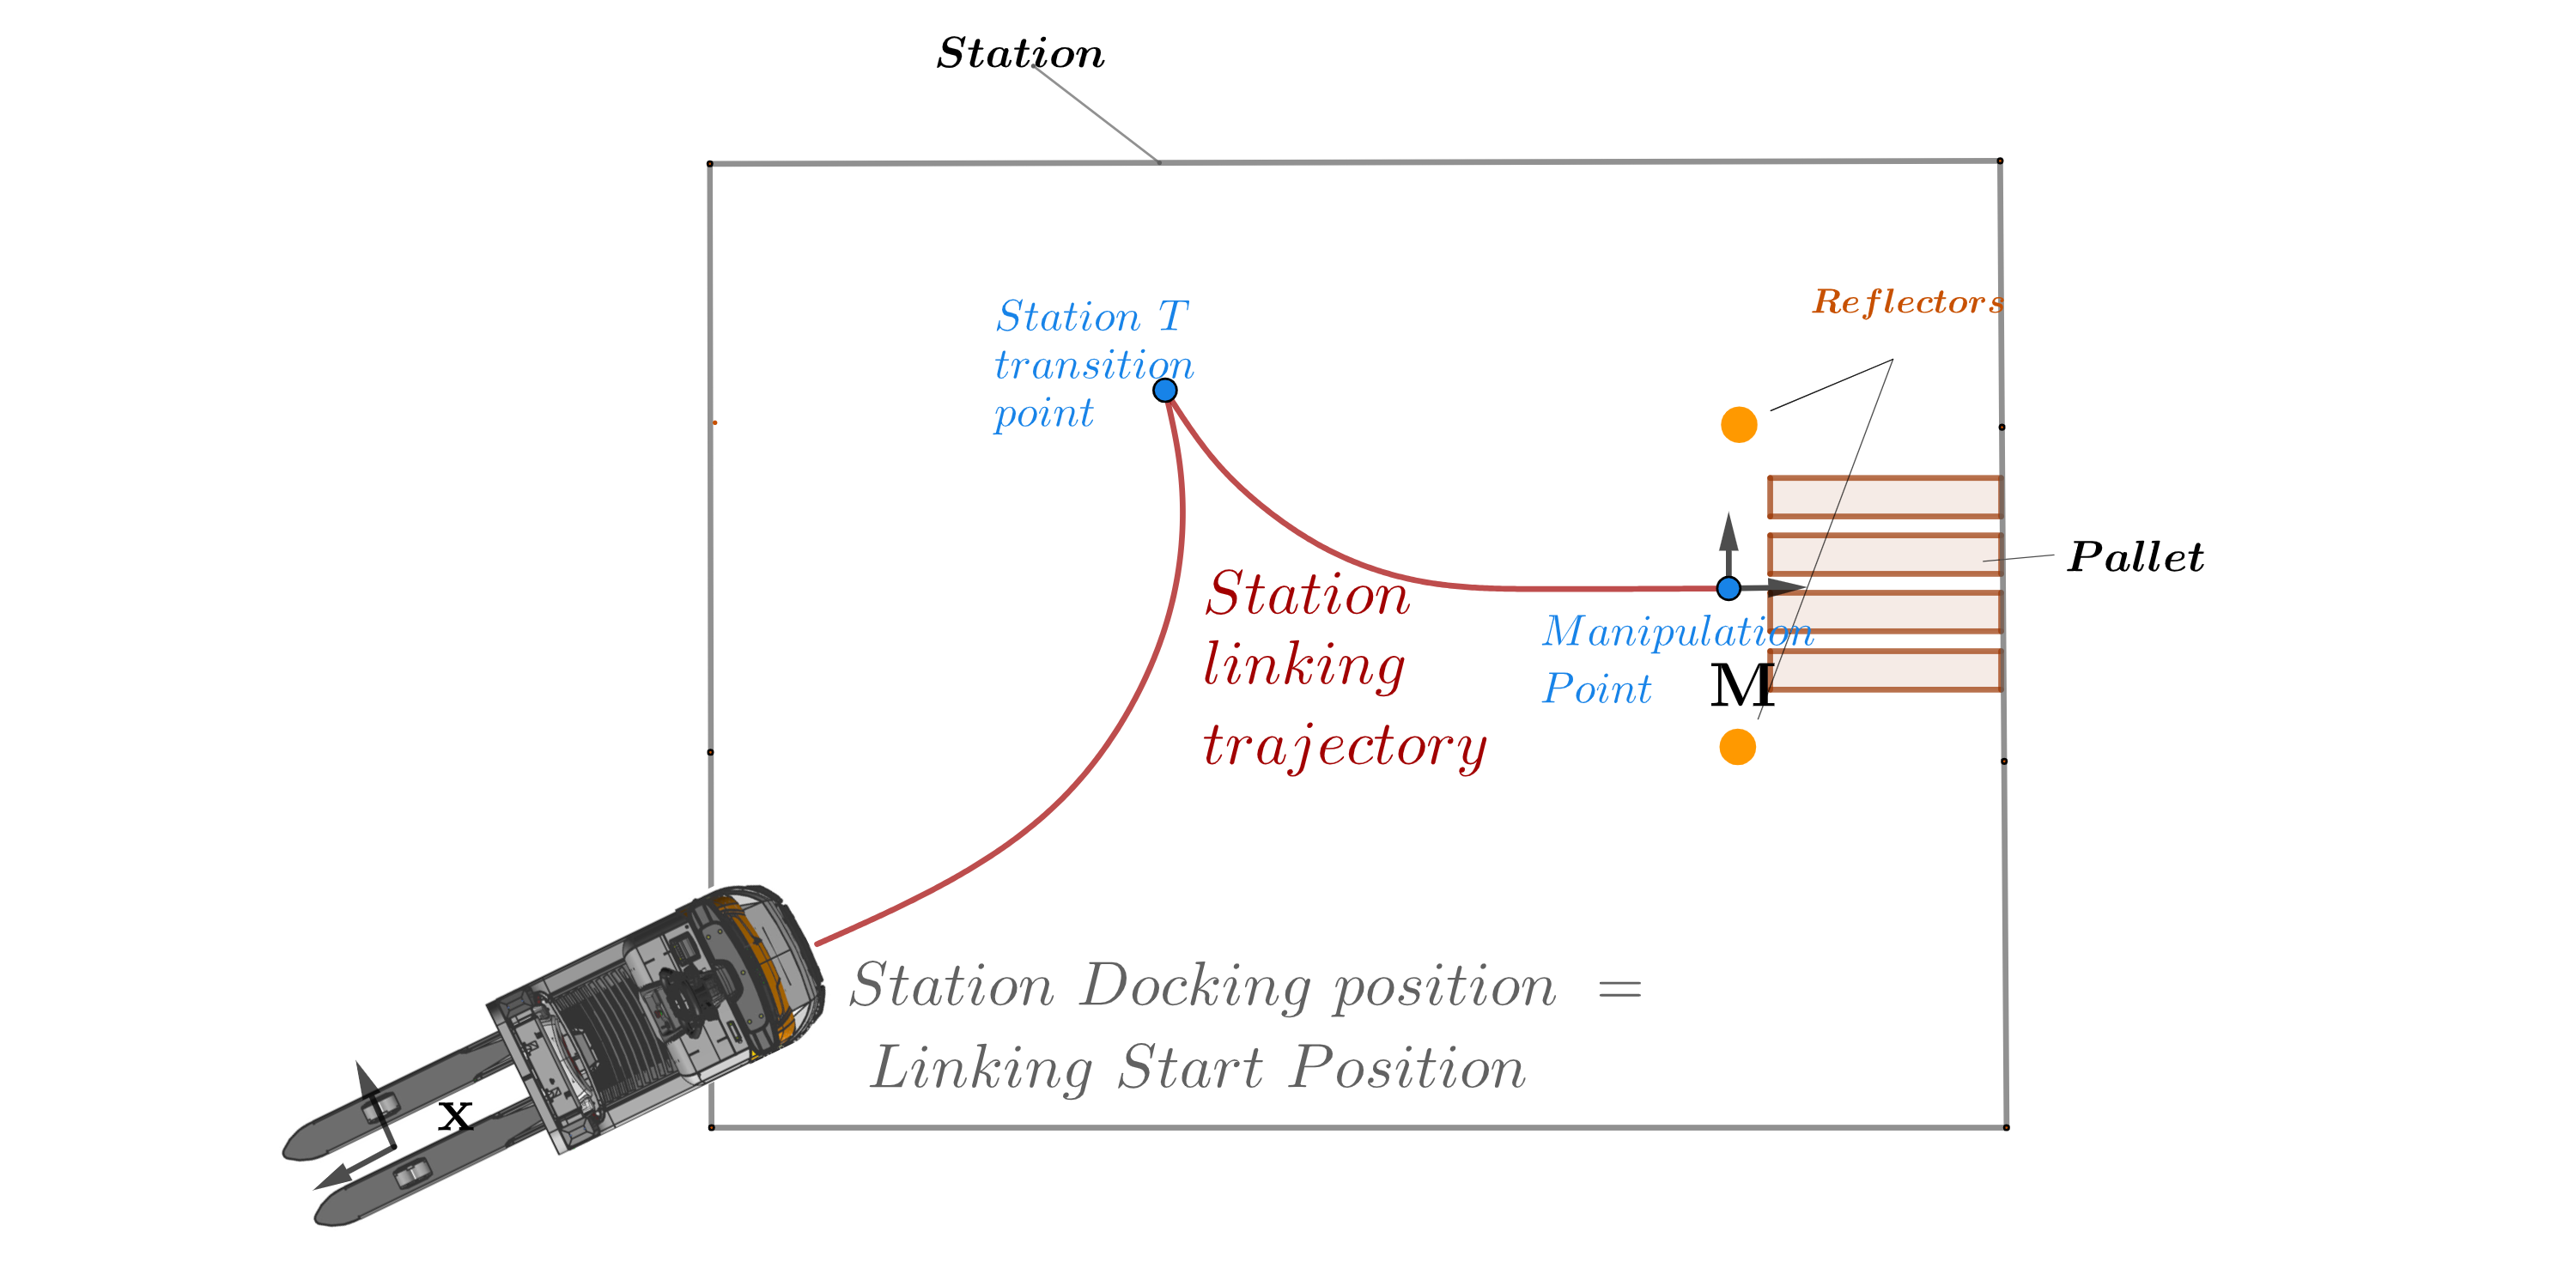 Station
Station T
transition
point
Reflectors
Pallet
Station
linking
trajectory
Manipulation
Point
M
Station Docking position =
Linking Start Position
x